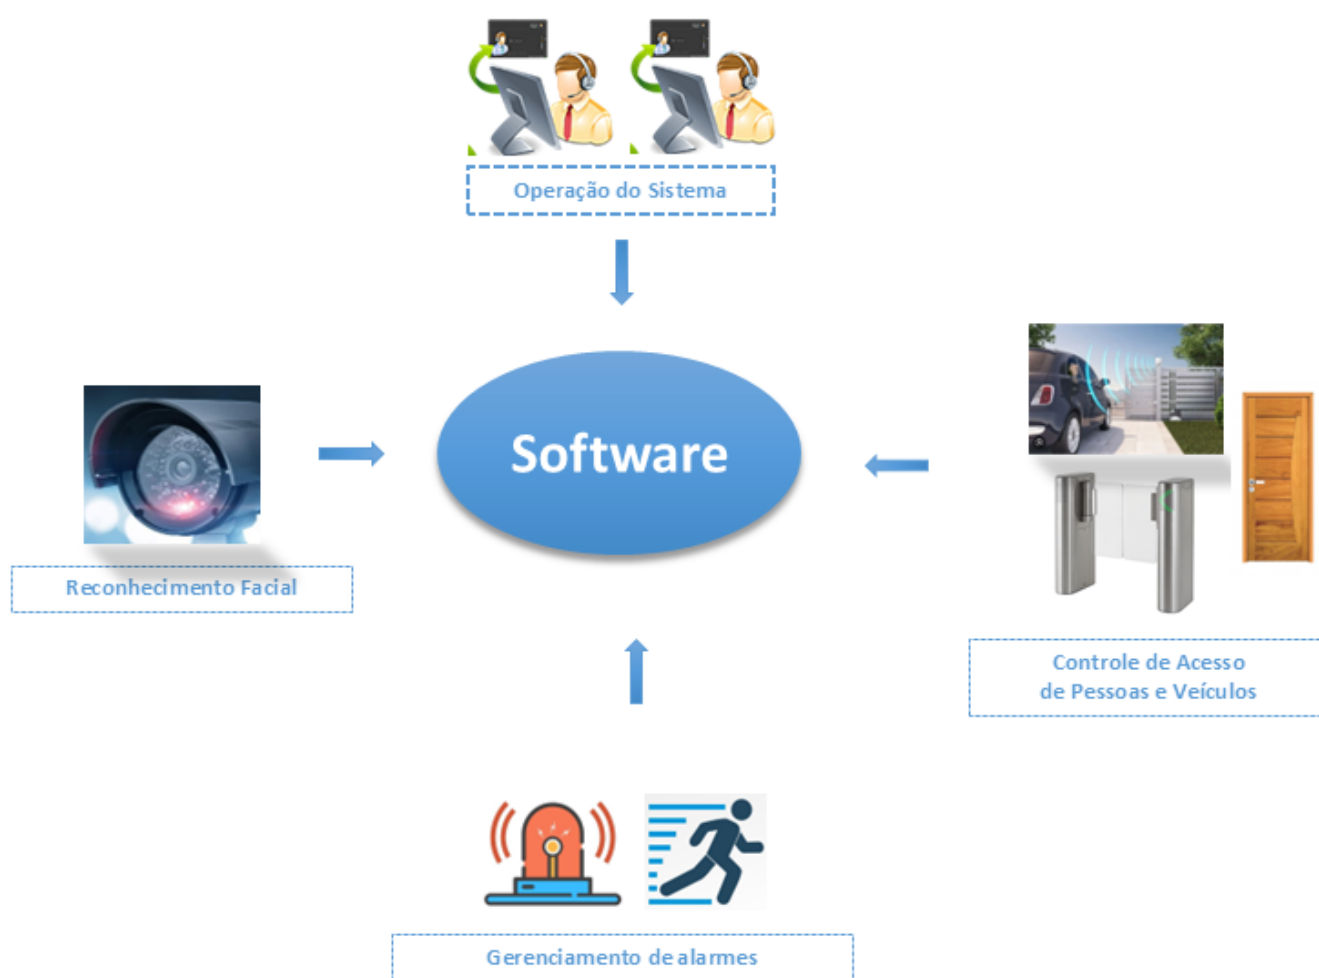 Operação do Sistema
Software
Reconhecimento Facial
Controle de Acesso
de Pessoas e Veículos
Gerenciamento de alarmes